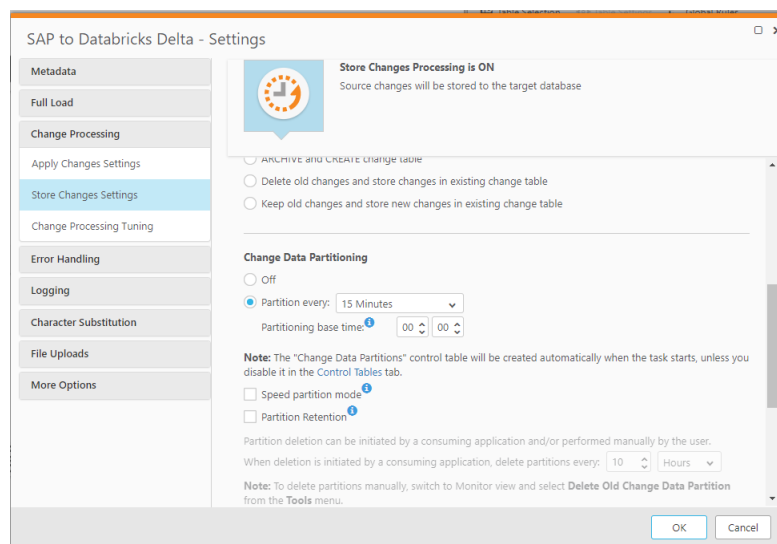 Table Selection
Global Rules
SAP to Databricks Delta - Settings
Metadata
Full Load
Change Processing
Apply Changes Settings
Store Changes Settings
Change Processing Tuning
Error Handling
Logging
Character Substitution
File Uploads
More Options
Store Changes Processing is ON
Source changes will be stored to the target database
ARCHIVE and CREATE change table
Delete old changes and store changes in existing change table
Keep old changes and store new changes in existing change table
Change Data Partitioning
Off
Partition every: 15 Minutes
Partitioning base time: 00 00
Note: The "Change Data Partitions" control table will be created automatically when the task starts, unless you
disable it in the Control Tables tab.
Speed partition mode
Partition Retention
Partition deletion can be initiated by a consuming application and/or performed manually by the user.
When deletion is initiated by a consuming application, delete partitions every: 10 Hours
Note: To delete partitions manually, switch to Monitor view and select Delete Old Change Data Partition
from the Tools menu.
OK Cancel